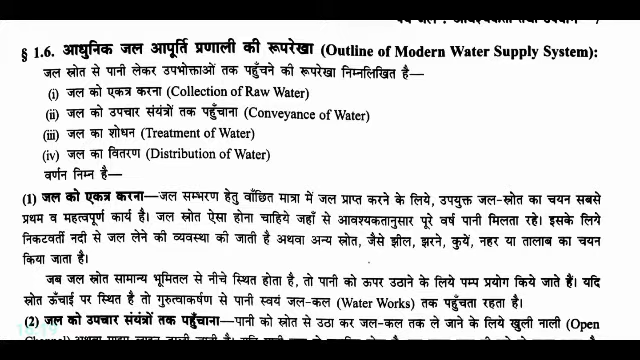 § 1.6. आधुनिक जल आपूर्ति प्रणाली की रूपरेखा (Outline of Modern Water Supply System):
जल स्रोत से पानी लेकर उपभोक्ताओं तक पहुँचने की रूपरेखा निम्नलिखित है—
(i) जल को एकत्र करना (Collection of Raw Water)
(ii) जल को उपचार संयंत्रों तक पहुँचाना (Conveyance of Water)
(iii) जल का शोधन (Treatment of Water)
(iv) जल का वितरण (Distribution of Water)
वर्णन निम्न है—
(1) जल को एकत्र करना— जल सम्भरण हेतु वाँछित मात्रा में जल प्राप्त करने के लिये, उपयुक्त जल-स्रोत का चयन सबसे
प्रथम व महत्वपूर्ण कार्य है। जल स्रोत ऐसा होना चाहिये जहाँ से आवश्यकतानुसार पूरे वर्ष पानी मिलता रहे। इसके लिये
निकटवर्ती नदी से जल लेने की व्यवस्था की जाती है अथवा अन्य स्रोत, जैसे झील, झरने, कुयें, नहर या तालाब का चयन
किया जाता है।
जब जल स्रोत सामान्य भूमितल से नीचे स्थित होता है, तो पानी को ऊपर उठाने के लिये पम्प प्रयोग किये जाते हैं। यदि
स्रोत ऊँचाई पर स्थित है तो गुरुत्वाकर्षण से पानी स्वयं जल-कल (Water Works) तक पहुँचता रहता है।
(2) जल को उपचार संयंत्रों तक पहुँचाना— पानी को स्रोत से उठा कर जल-कल तक ले जाने के लिये खुली नाली (Open